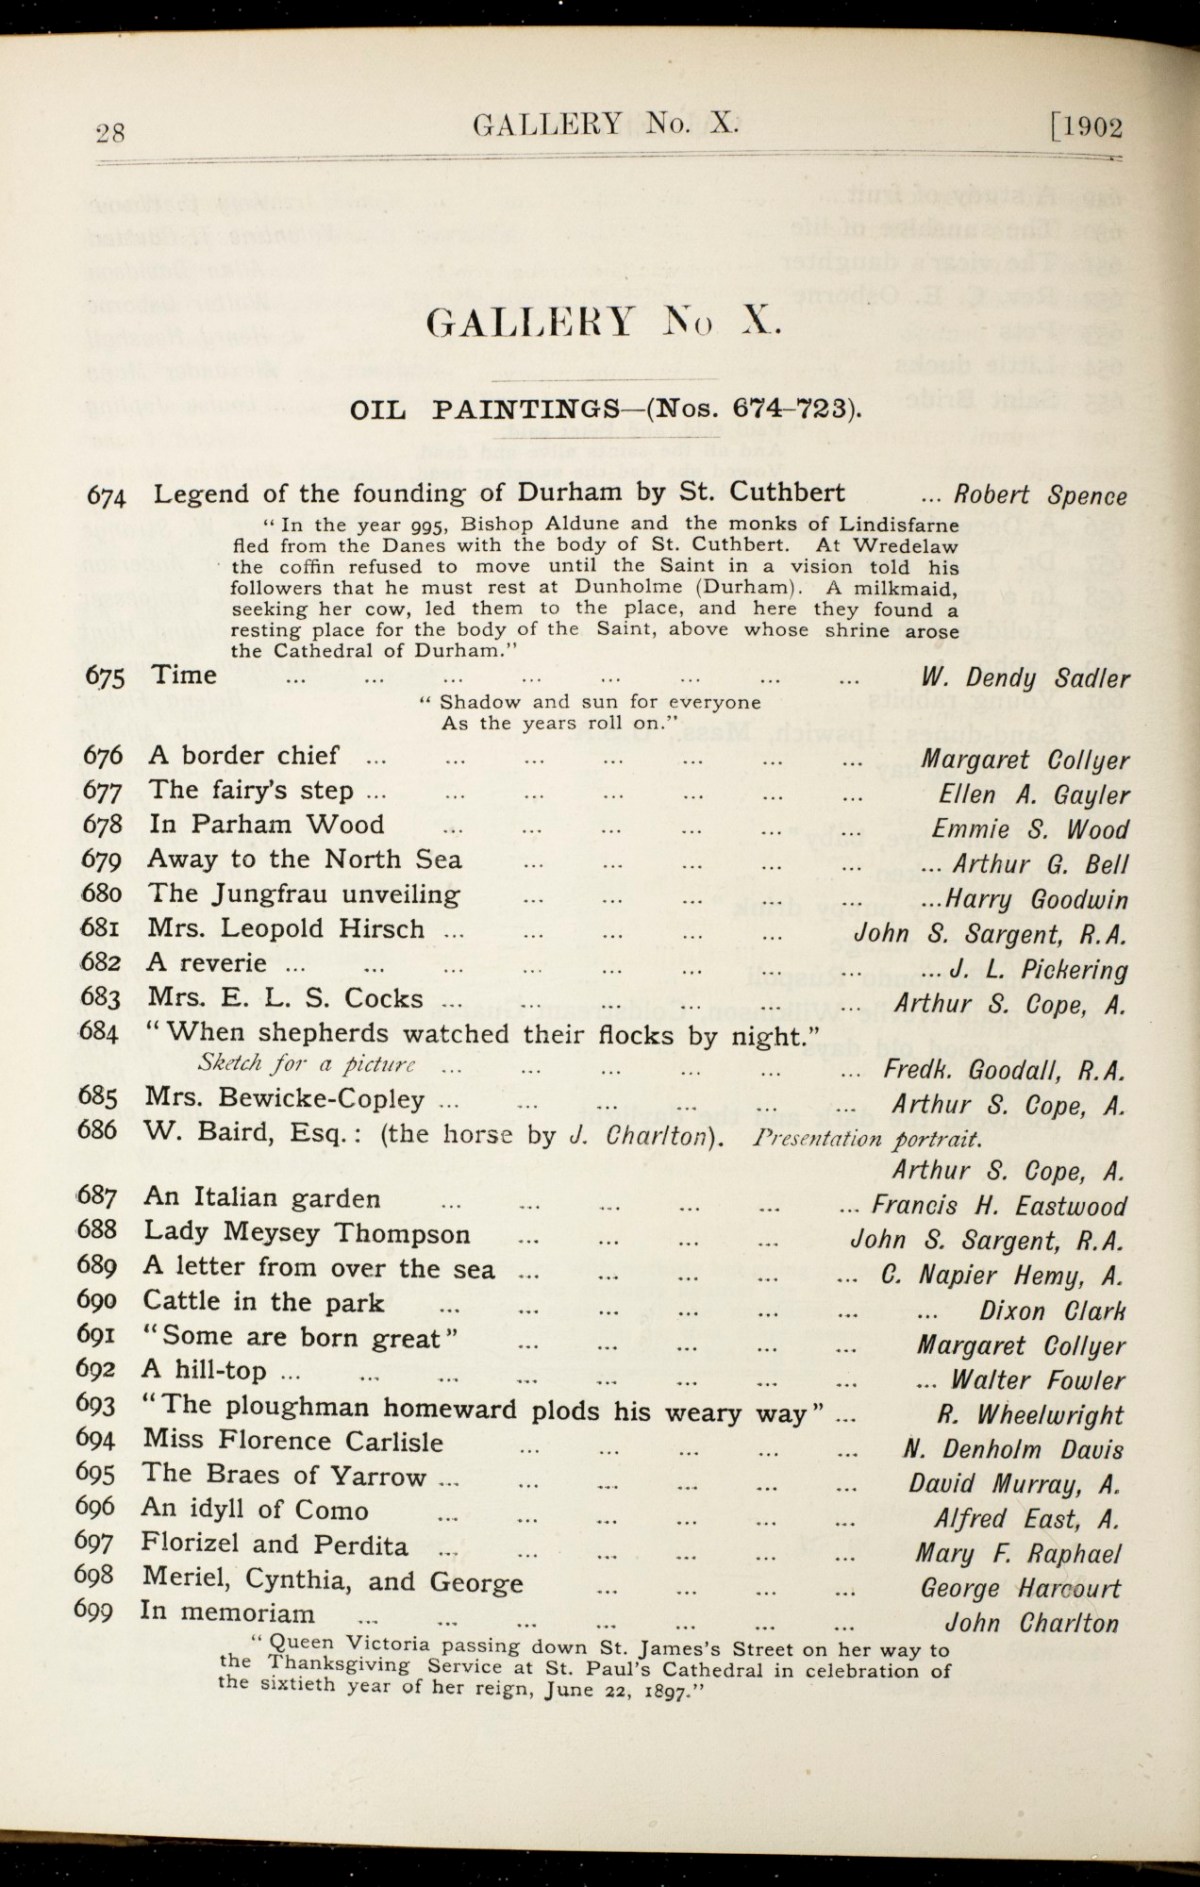 28 GALLERY No. X. [1902
GALLERY No X.
OIL PAINTINGS—(Nos. 674–723).
674 Legend of the founding of Durham by St. Cuthbert ... Robert Spence
" In the year 995, Bishop Aldune and the monks of Lindisfarne
fled from the Danes with the body of St. Cuthbert. At Wredelaw
the coffin refused to move until the Saint in a vision told his
followers that he must rest at Dunholme (Durham). A milkmaid,
seeking her cow, led them to the place, and here they found a
resting place for the body of the Saint, above whose shrine arose
the Cathedral of Durham."
675 Time ... ... ... ... ... ... ... ... W. Dendy Sadler
" Shadow and sun for everyone
As the years roll on."
676 A border chief ... ... ... ... ... ... ... Margaret Collyer
677 The fairy's step ... ... ... ... ... ... ... Ellen A. Gayler
678 In Parham Wood ... ... ... ... ... ... Emmie S. Wood
679 Away to the North Sea ... ... ... ... ... ... Arthur G. Bell
680 The Jungfrau unveiling ... ... ... ... ... ...Harry Goodwin
681 Mrs. Leopold Hirsch ... ... ... ... ... John S. Sargent, R.A.
682 A reverie ... ... ... ... ... ... ... ... ... J. L. Pickering
683 Mrs. E. L. S. Cocks ... ... ... ... ... ... Arthur S. Cope, A.
684 " When shepherds watched their flocks by night."
Sketch for a picture ... ... ... ... ... ... Fredk. Goodall, R.A.
685 Mrs. Bewicke-Copley ... ... ... ... ... ... Arthur S. Cope, A.
686 W. Baird, Esq. : (the horse by J. Charlton). Presentation portrait.
Arthur S. Cope, A.
687 An Italian garden ... ... ... ... ... ... Francis H. Eastwood
688 Lady Meysey Thompson ... ... ... ... John S. Sargent, R.A.
689 A letter from over the sea ... ... ... ... ... C. Napier Hemy, A.
690 Cattle in the park ... ... ... ... ... ... ... Dixon Clark
691 " Some are born great " ... ... ... ... ... Margaret Collyer
692 A hill-top ... ... ... ... ... ... ... ... ... Walter Fowler
693 " The ploughman homeward plods his weary way " ... R. Wheelwright
694 Miss Florence Carlisle ... ... ... ... ... N. Denholm Davis
695 The Braes of Yarrow ... ... ... ... ... ... David Murray, A.
696 An idyll of Como ... ... ... ... ... ... Alfred East, A.
697 Florizel and Perdita ... ... ... ... ... ... Mary F. Raphael
698 Meriel, Cynthia, and George ... ... ... ... George Harcourt
699 In memoriam ... ... ... ... ... ... ... John Charlton
" Queen Victoria passing down St. James's Street on her way to
the Thanksgiving Service at St. Paul's Cathedral in celebration of
the sixtieth year of her reign, June 22, 1897."